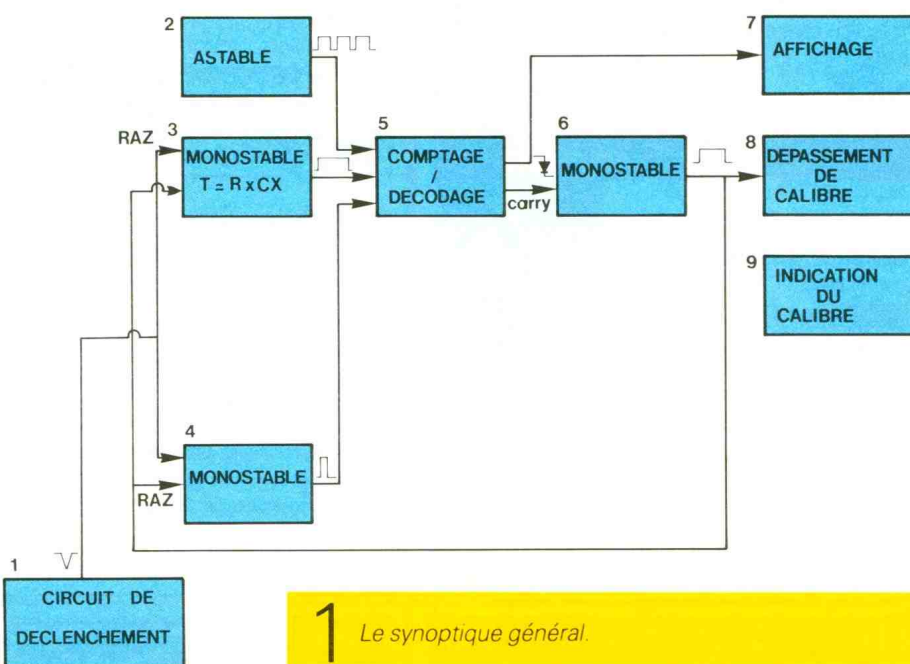 2
ASTABLE
7
AFFICHAGE
RAZ
3
MONOSTABLE
T = R x CX
5
COMPTAGE
/
DECODAGE
carry
6
MONOSTABLE
8
DEPASSEMENT
DE
CALIBRE
9
INDICATION
DU
CALIBRE
4
MONOSTABLE
RAZ
1
CIRCUIT DE
DECLENCHEMENT
1 Le synoptique général.